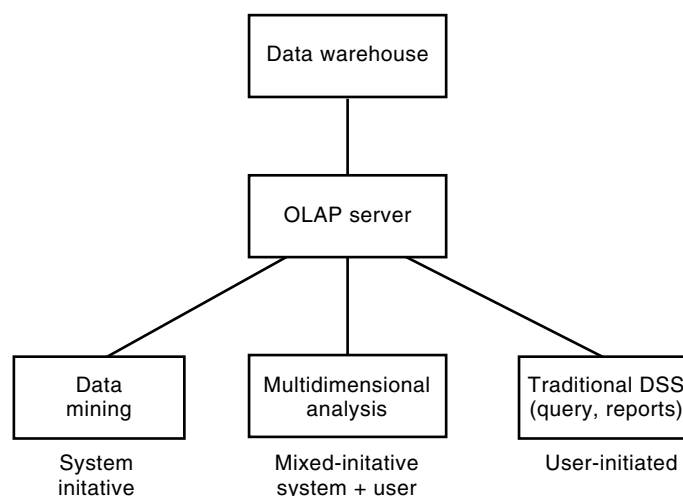 Data warehouse
OLAP server
Data
mining
Multidimensional
analysis
Traditional DSS
(query, reports)
System
initative
Mixed-initative
system + user
User-initiated